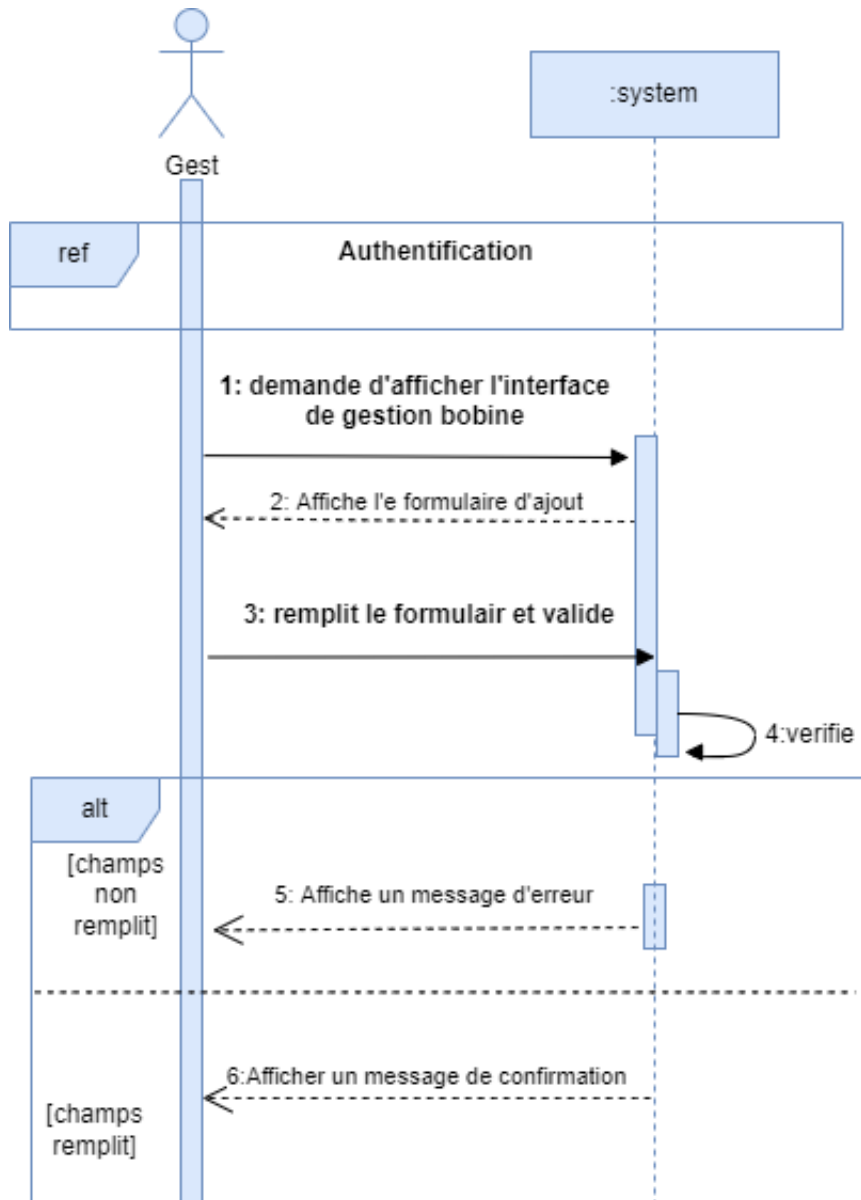 :system
Gest
ref
Authentification
1: demande d'afficher l'interface
de gestion bobine
2: Affiche l'e formulaire d'ajout
3: remplit le formulair et valide
4:verifie
alt
[champs
non
remplit]
5: Affiche un message d'erreur
6:Afficher un message de confirmation
[champs
remplit]